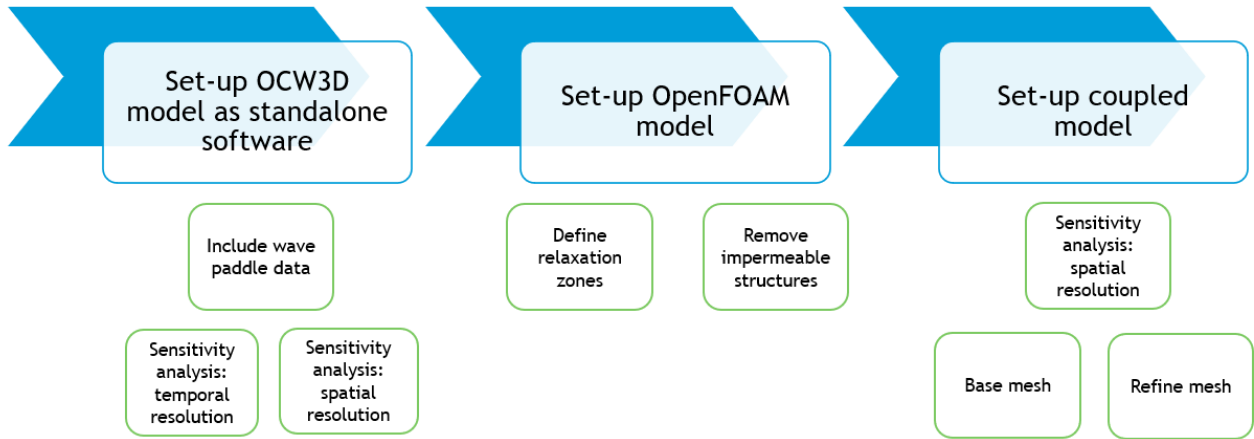 Set-up OCW3D
model as standalone
software
Set-up OpenFOAM
model
Set-up coupled
model
Include wave
paddle data
Sensitivity
analysis:
temporal
resolution
Sensitivity
analysis:
spatial
resolution
Define
relaxation
zones
Remove
impermeable
structures
Sensitivity
analysis:
spatial
resolution
Base mesh
Refine mesh